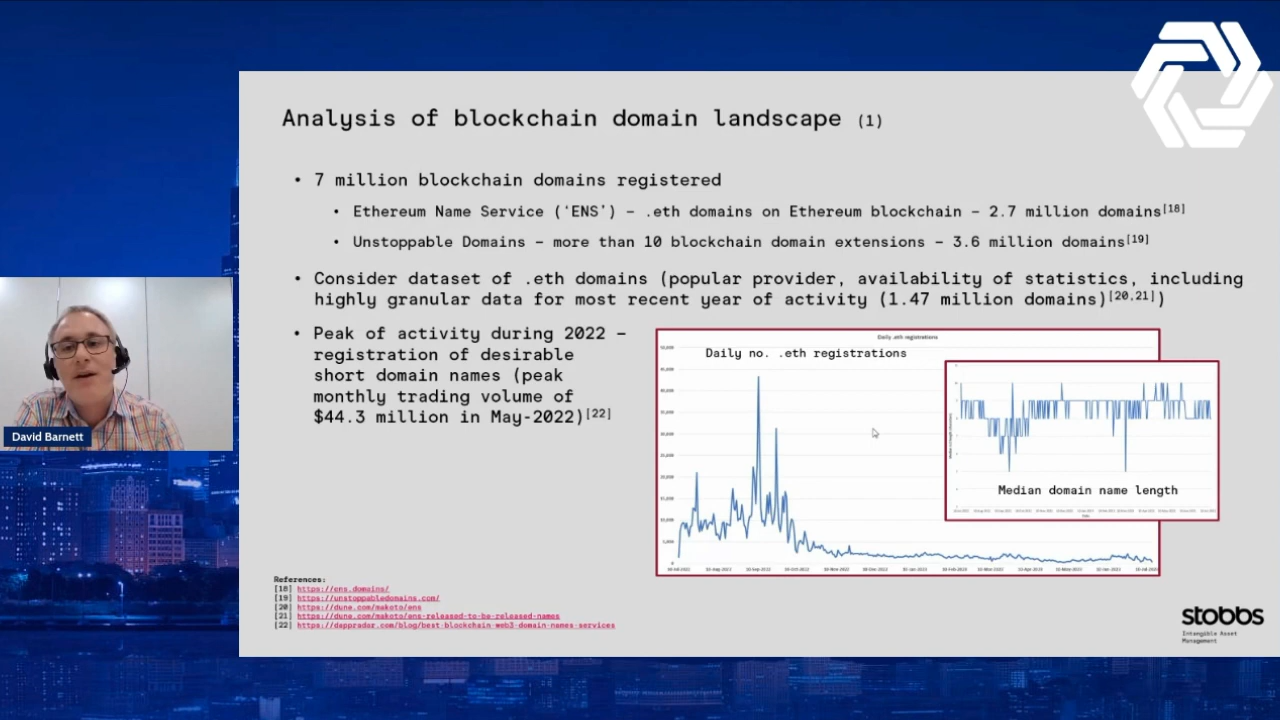 Analysis of blockchain domain landscape (1)
• 7 million blockchain domains registered
• Ethereum Name Service (‘ENS’) – .eth domains on Ethereum blockchain – 2.7 million domains[18]
• Unstoppable Domains – more than 10 blockchain domain extensions – 3.6 million domains[19]
• Consider dataset of .eth domains (popular provider, availability of statistics, including
highly granular data for most recent year of activity (1.47 million domains)[20,21])
• Peak of activity during 2022 –
registration of desirable
short domain names (peak
monthly trading volume of
$44.3 million in May-2022)[22]
Daily .eth registrations
Daily no. .eth registrations
Median domain name length
David Barnett
References:
[18] https://ens.domains/
[19] https://unstoppabledomains.com/
[20] https://dune.com/makoto/ens
[21] https://dune.com/makoto/ens-released-to-be-released-names
[22] https://dappradar.com/blog/best-blockchain-web3-domain-names-services
stobbs
Intangible Asset
Management